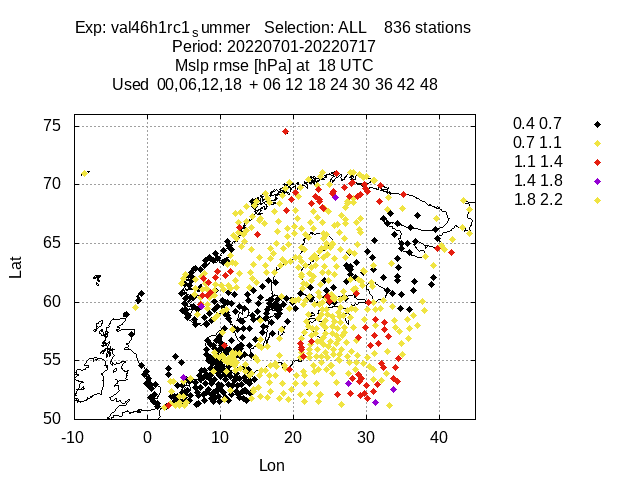 Exp: val46h1rc1summer Selection: ALL 836 stations
Period: 20220701-20220717
Mslp rmse [hPa] at 18 UTC
Used 00,06,12,18 + 06 12 18 24 30 36 42 48
75
70
65
60
55
50
Lat
-10 0 10 20 30 40
Lon
0.4 0.7
0.7 1.1
1.1 1.4
1.4 1.8
1.8 2.2